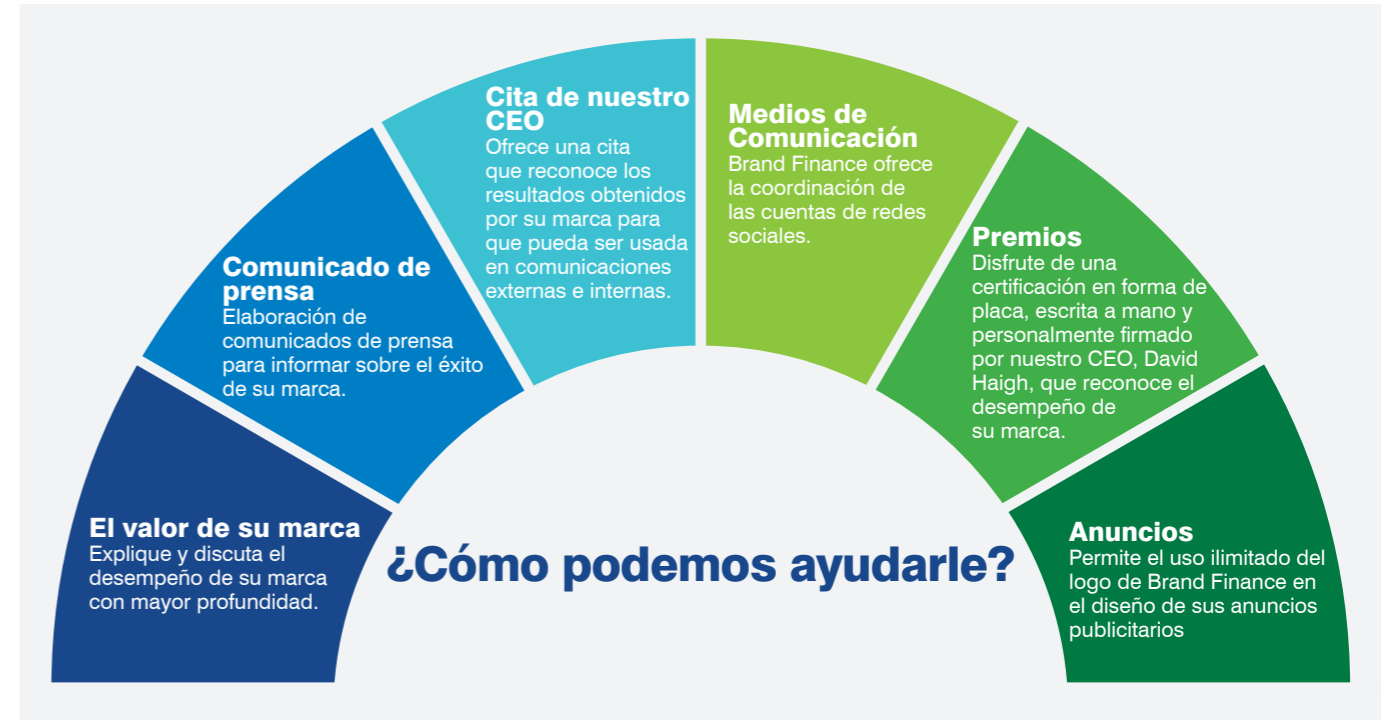 El valor de su marca
Explique y discuta el
desempeño de su marca
con mayor profundidad.
Comunicado de
prensa
Elaboración de
comunicados de prensa
para informar sobre el éxito
de su marca.
Cita de nuestro
CEO
Ofrece una cita
que reconoce los
resultados obtenidos
por su marca para
que pueda ser usada
en comunicaciones
externas e internas.
Medios de
Comunicación
Brand Finance ofrece
la coordinación de
las cuentas de redes
sociales.
Premios
Disfrute de una
certificación en forma de
placa, escrita a mano y
personalmente firmado
por nuestro CEO, David
Haigh, que reconoce el
desempeño de
su marca.
Anuncios
Permite el uso ilimitado del
logo de Brand Finance en
el diseño de sus anuncios
publicitarios
¿Cómo podemos ayudarle?